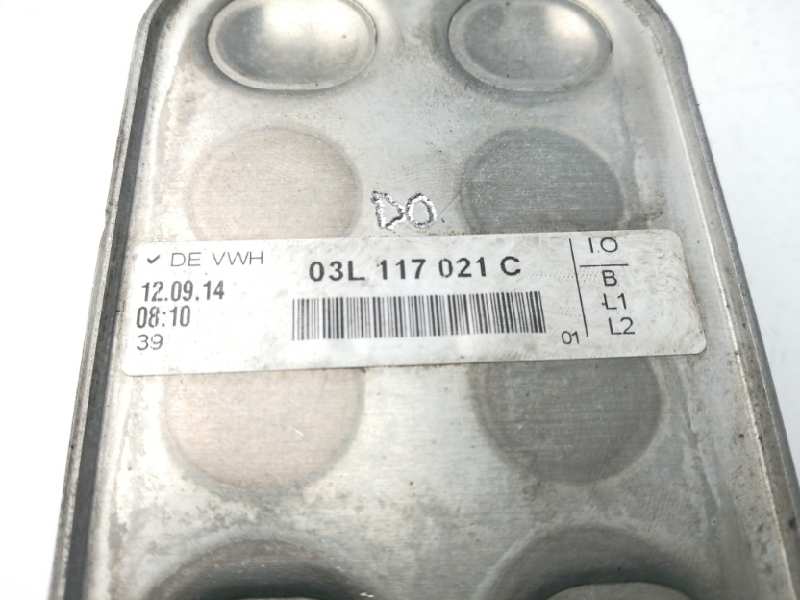 DO
DE VWH
03L 117 021 C
12.09.14
08:10
39
01
I.O
B
L1
L2